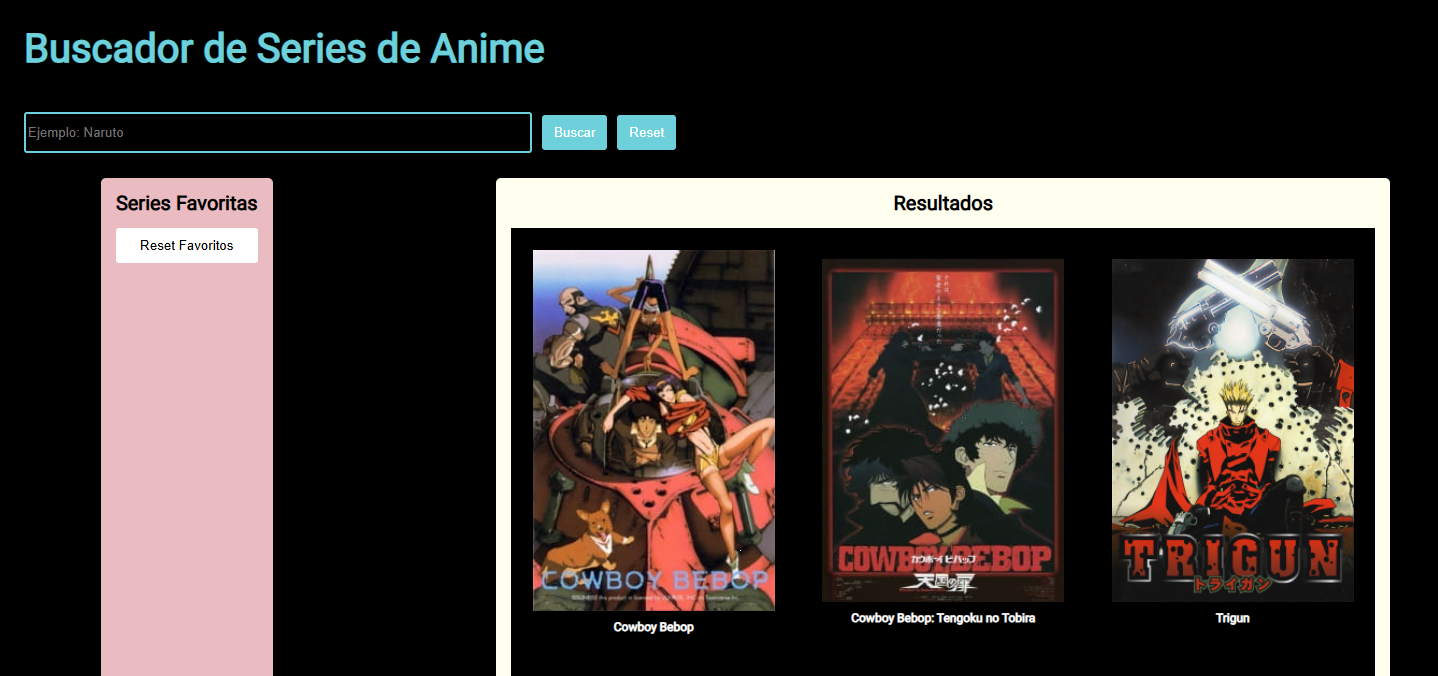 Buscador de Series de Anime
Ejemplo: Naruto
Buscar
Reset
Series Favoritas
Reset Favoritos
Resultados
COWBOY BEBOP
Cowboy Bebop
COWBOY BEBOP
カウボーイビバップ
天国の扉
Cowboy Bebop: Tengoku no Tobira
TRIGUN
トライガン
Trigun